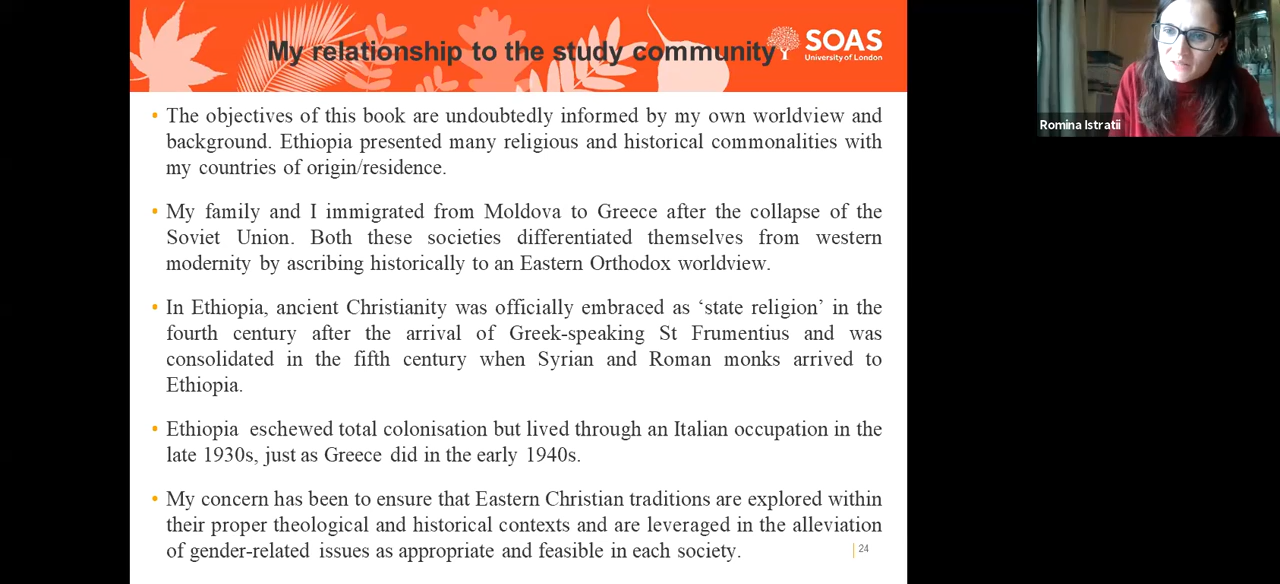 My relationship to the study community
SOAS
University of London
• The objectives of this book are undoubtedly informed by my own worldview and
background. Ethiopia presented many religious and historical commonalities with
my countries of origin/residence.
• My family and I immigrated from Moldova to Greece after the collapse of the
Soviet Union. Both these societies differentiated themselves from western
modernity by ascribing historically to an Eastern Orthodox worldview.
• In Ethiopia, ancient Christianity was officially embraced as ‘state religion’ in the
fourth century after the arrival of Greek-speaking St Frumentius and was
consolidated in the fifth century when Syrian and Roman monks arrived to
Ethiopia.
• Ethiopia eschewed total colonisation but lived through an Italian occupation in the
late 1930s, just as Greece did in the early 1940s.
• My concern has been to ensure that Eastern Christian traditions are explored within
their proper theological and historical contexts and are leveraged in the alleviation
of gender-related issues as appropriate and feasible in each society.
24
Romina Istratii